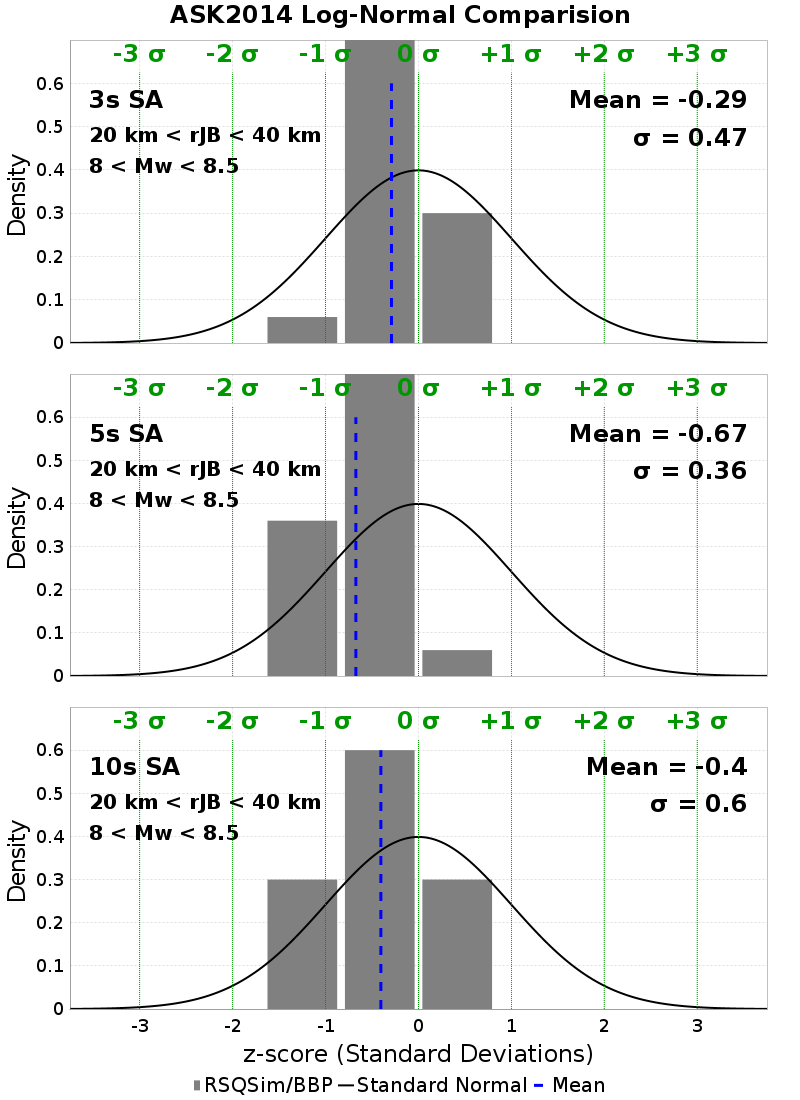 ASK2014 Log-Normal Comparision
-3 σ -2 σ -1 σ 0 σ +1 σ +2 σ +3 σ
0.6
3s SA Mean = -0.29
0.5
20 km < rJB < 40 km σ = 0.47
8 < Mw < 8.5
0.4
Density
0.3
0.2
0.1
0
-3 σ -2 σ -1 σ 0 σ +1 σ +2 σ +3 σ
0.6
5s SA Mean = -0.67
0.5
20 km < rJB < 40 km σ = 0.36
8 < Mw < 8.5
0.4
Density
0.3
0.2
0.1
0
-3 σ -2 σ -1 σ 0 σ +1 σ +2 σ +3 σ
0.6
10s SA Mean = -0.4
0.5
20 km < rJB < 40 km σ = 0.6
8 < Mw < 8.5
0.4
Density
0.3
0.2
0.1
0
-3 -2 -1 0 1 2 3
z-score (Standard Deviations)
RSQSim/BBP Standard Normal Mean